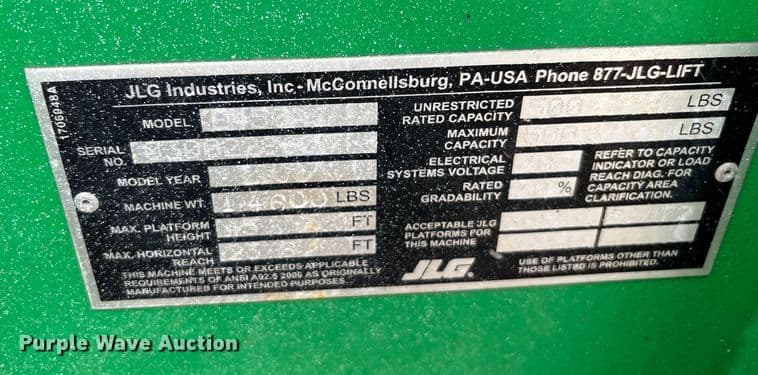 JLG Industries, Inc - McConnellsburg, PA-USA Phone 877-JLG-LIFT
1706948A
MODEL
SERIAL NO.
MODEL YEAR
MACHINE WT. LBS
MAX. PLATFORM HEIGHT FT
MAX. HORIZONTAL REACH FT
THIS MACHINE MEETS OR EXCEEDS APPLICABLE
REQUIREMENTS OF ANSI A92.5 2006 AS ORIGINALLY
MANUFACTURED FOR INTENDED PURPOSES.
UNRESTRICTED
RATED CAPACITY LBS
MAXIMUM
CAPACITY LBS
ELECTRICAL
SYSTEMS VOLTAGE
RATED
GRADABILITY %
REFER TO CAPACITY
INDICATOR OR LOAD
REACH DIAG. FOR
CAPACITY AREA
CLARIFICATION.
ACCEPTABLE JLG
PLATFORMS FOR
THIS MACHINE
JLG.
USE OF PLATFORMS OTHER THAN
THOSE LISTED IS PROHIBITED.
Purple Wave Auction